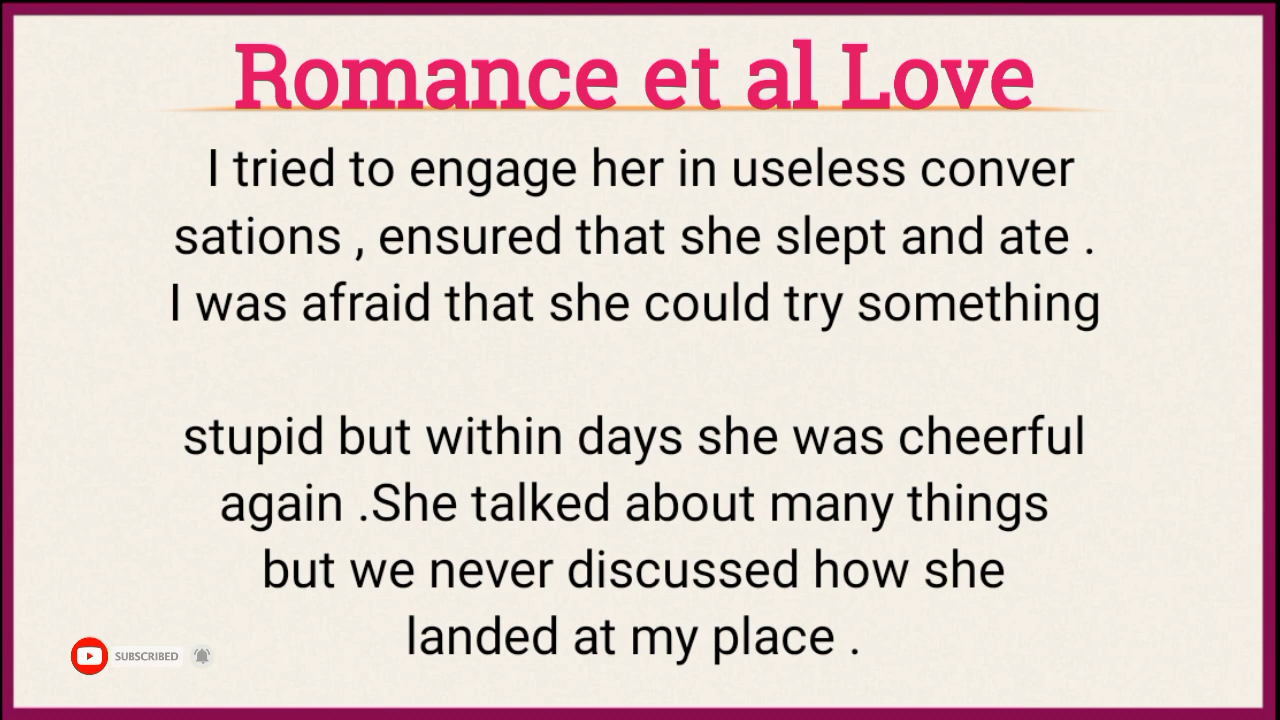 Romance et al Love
I tried to engage her in useless conver
sations , ensured that she slept and ate .
I was afraid that she could try something
stupid but within days she was cheerful
again .She talked about many things
but we never discussed how she
landed at my place .
SUBSCRIBED